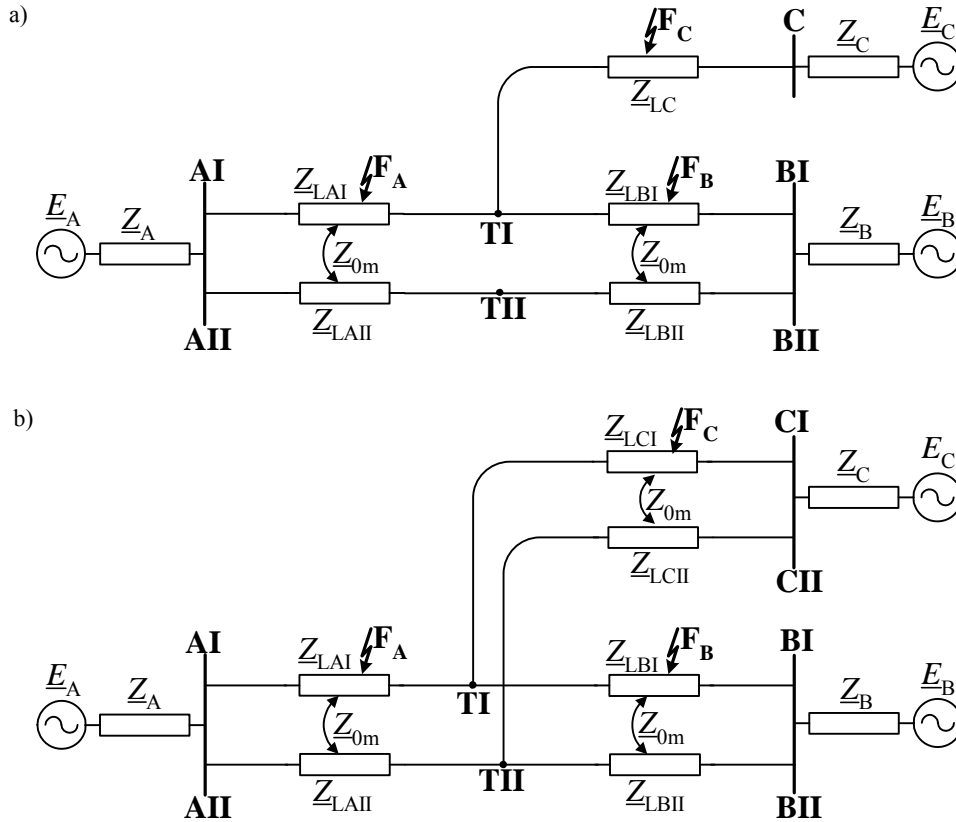 a)
F_C
C
Z_C
E_C
Z_LC
AI
Z_LAI
F_A
Z_LBI
F_B
BI
E_A
Z_A
TI
Z_0m
Z_0m
Z_B
E_B
TII
Z_LAII
Z_LBII
AII
BII
b)
Z_LCI
F_C
CI
Z_C
E_C
Z_0m
Z_LCII
CII
AI
Z_LAI
F_A
Z_LBI
F_B
BI
E_A
Z_A
TI
Z_0m
Z_0m
Z_B
E_B
TII
Z_LAII
Z_LBII
AII
BII